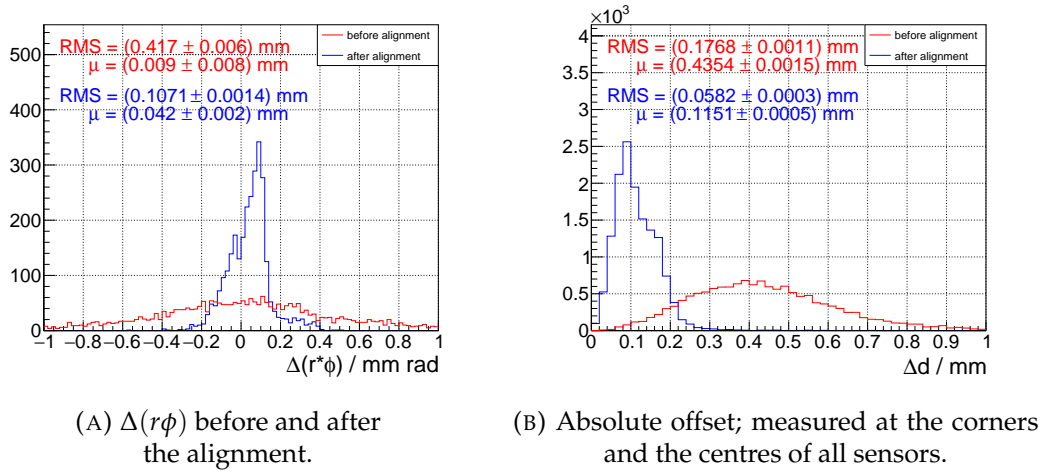 RMS = (0.417 ± 0.006) mm
μ = (0.009 ± 0.008) mm
RMS = (0.1071± 0.0014) mm
μ = (0.042 ± 0.002) mm
before alignment
after alignment
500
400
300
200
100
0
−1 −0.8 −0.6 −0.4 −0.2 0 0.2 0.4 0.6 0.8 1
Δ(r*ϕ) / mm rad
(A) Δ(rϕ) before and after
the alignment.
×10³
RMS = (0.1768 ± 0.0011) mm
μ = (0.4354 ± 0.0015) mm
RMS = (0.0582 ± 0.0003) mm
μ = (0.1151 ± 0.0005) mm
before alignment
after alignment
4
3.5
3
2.5
2
1.5
1
0.5
0
0 0.1 0.2 0.3 0.4 0.5 0.6 0.7 0.8 0.9 1
Δd / mm
(B) Absolute offset; measured at the corners
and the centres of all sensors.